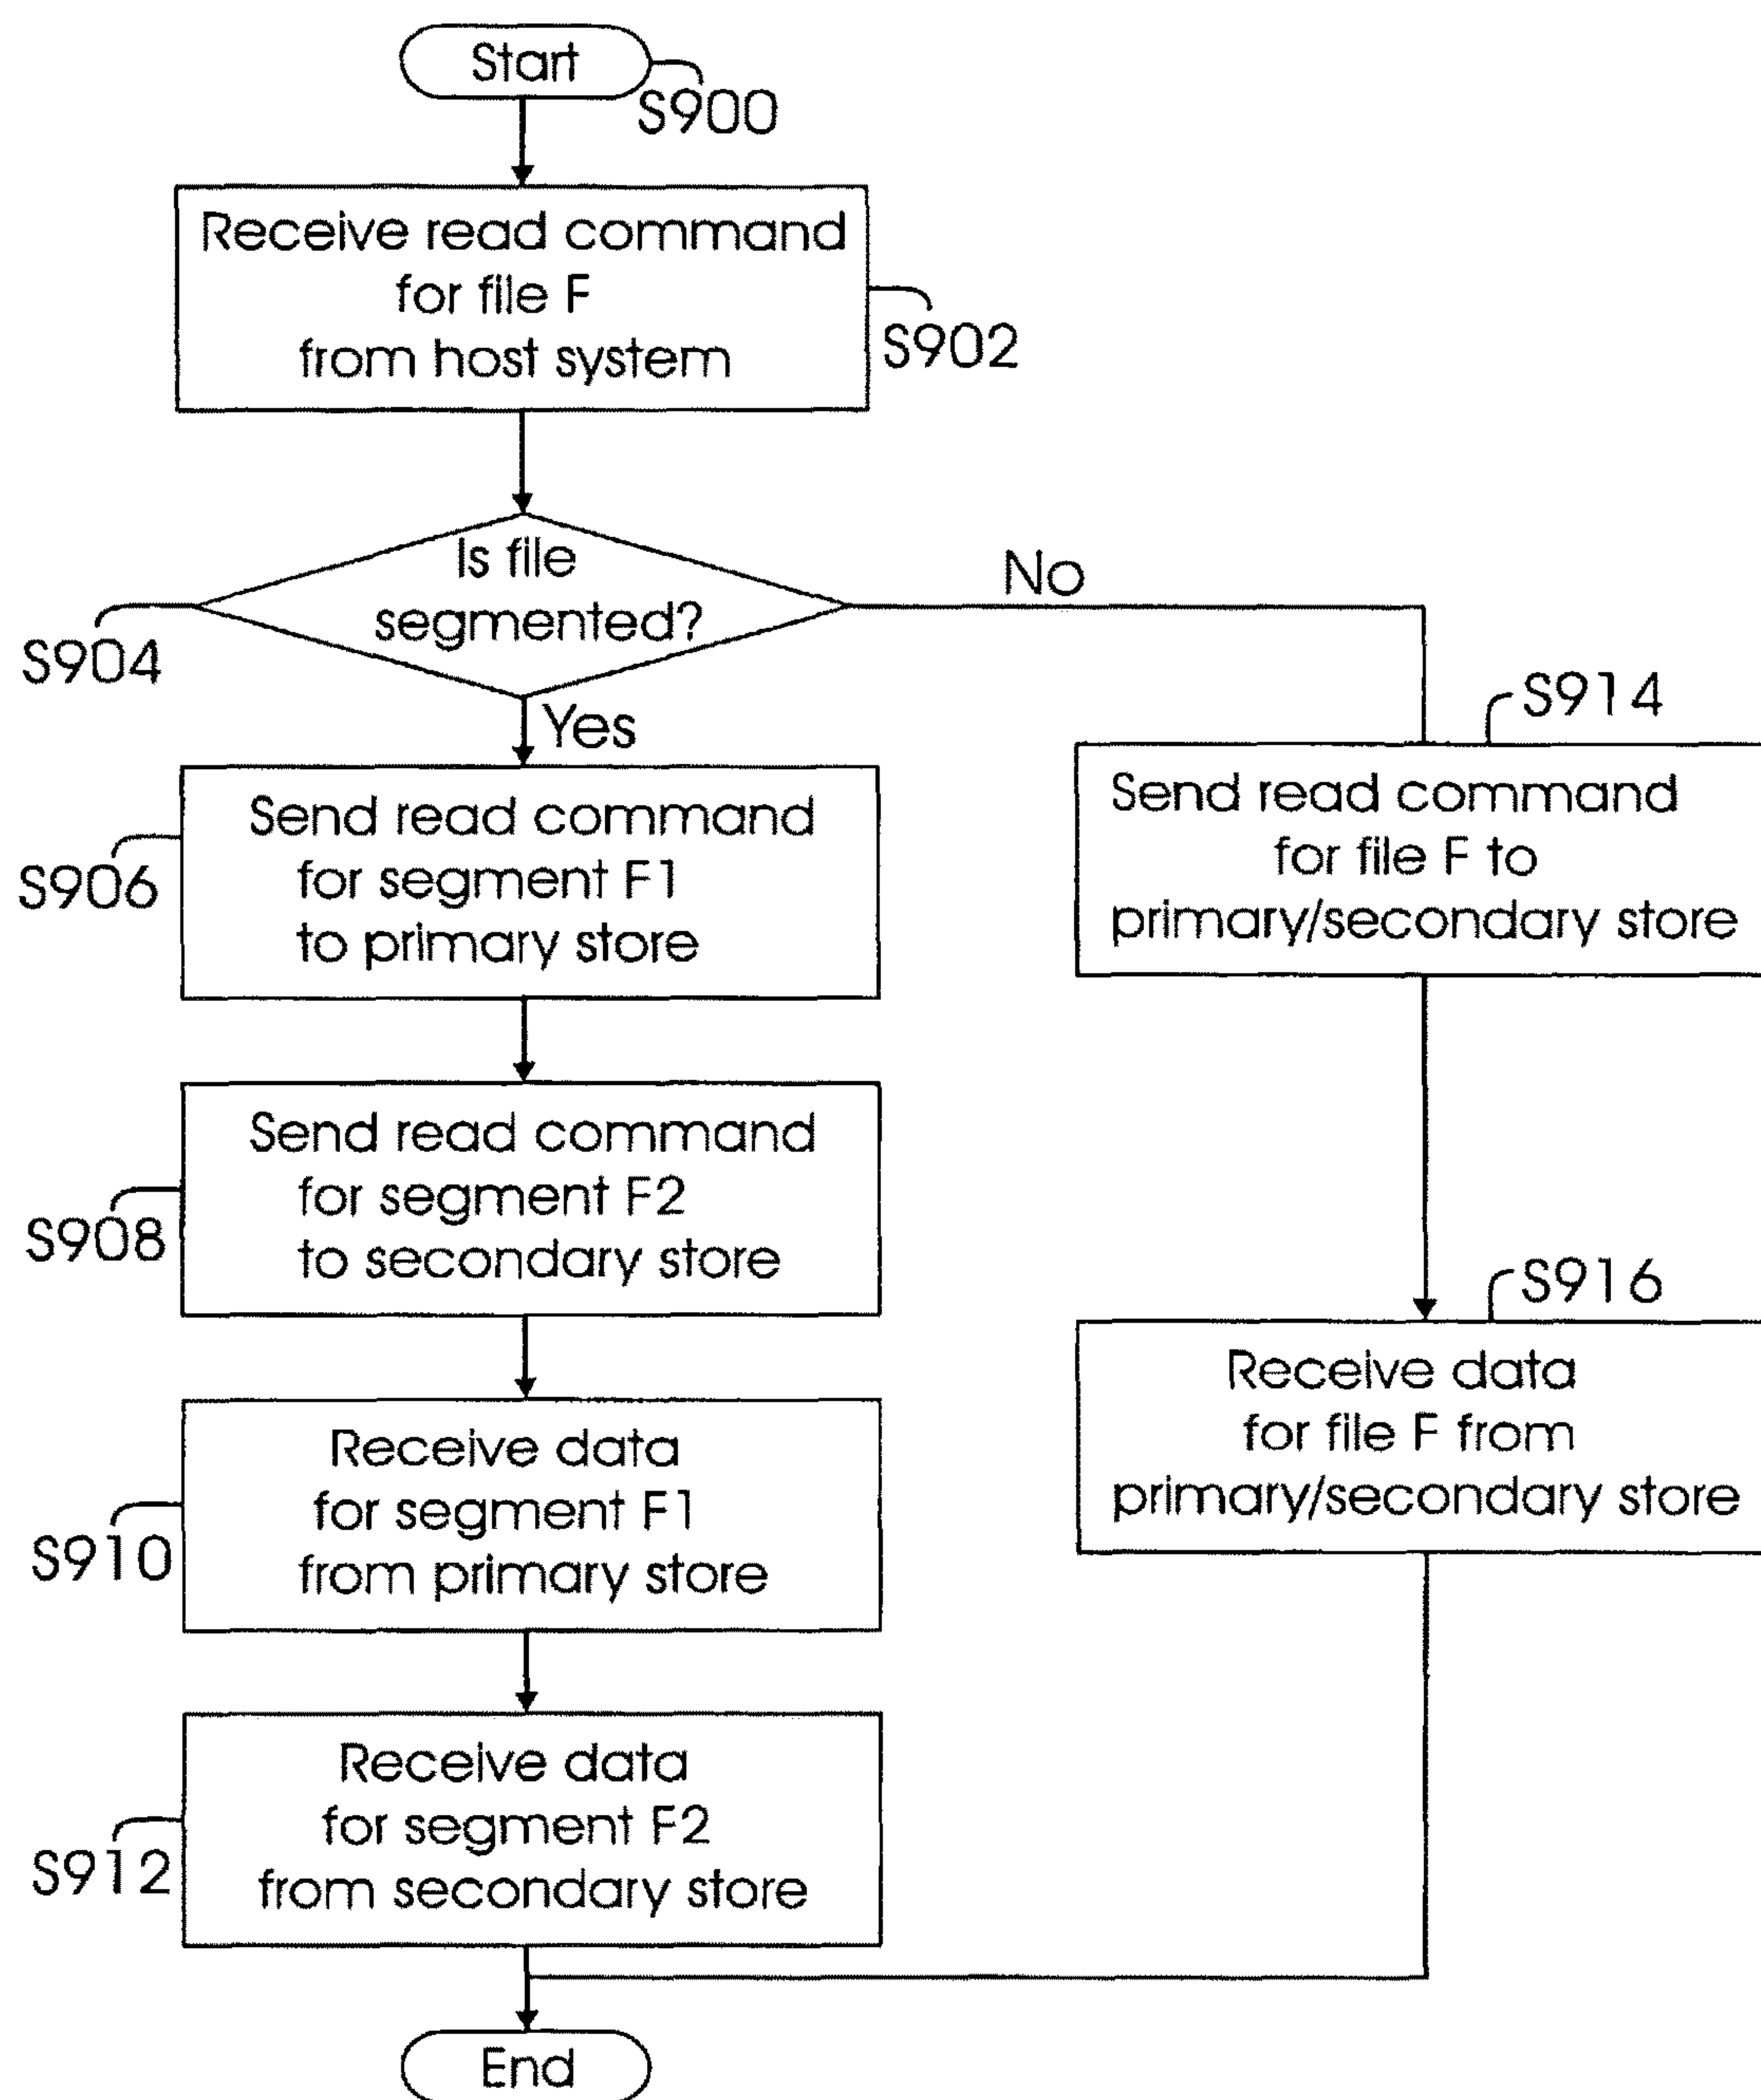 Start
S900
Receive read command
for file F
from host system
S902
Is file
segmented?
S904
No
Yes
Send read command
for segment F1
to primary store
S906
Send read command
for segment F2
to secondary store
S908
Receive data
for segment F1
from primary store
S910
Receive data
for segment F2
from secondary store
S912
S914
Send read command
for file F to
primary/secondary store
S916
Receive data
for file F from
primary/secondary store
End